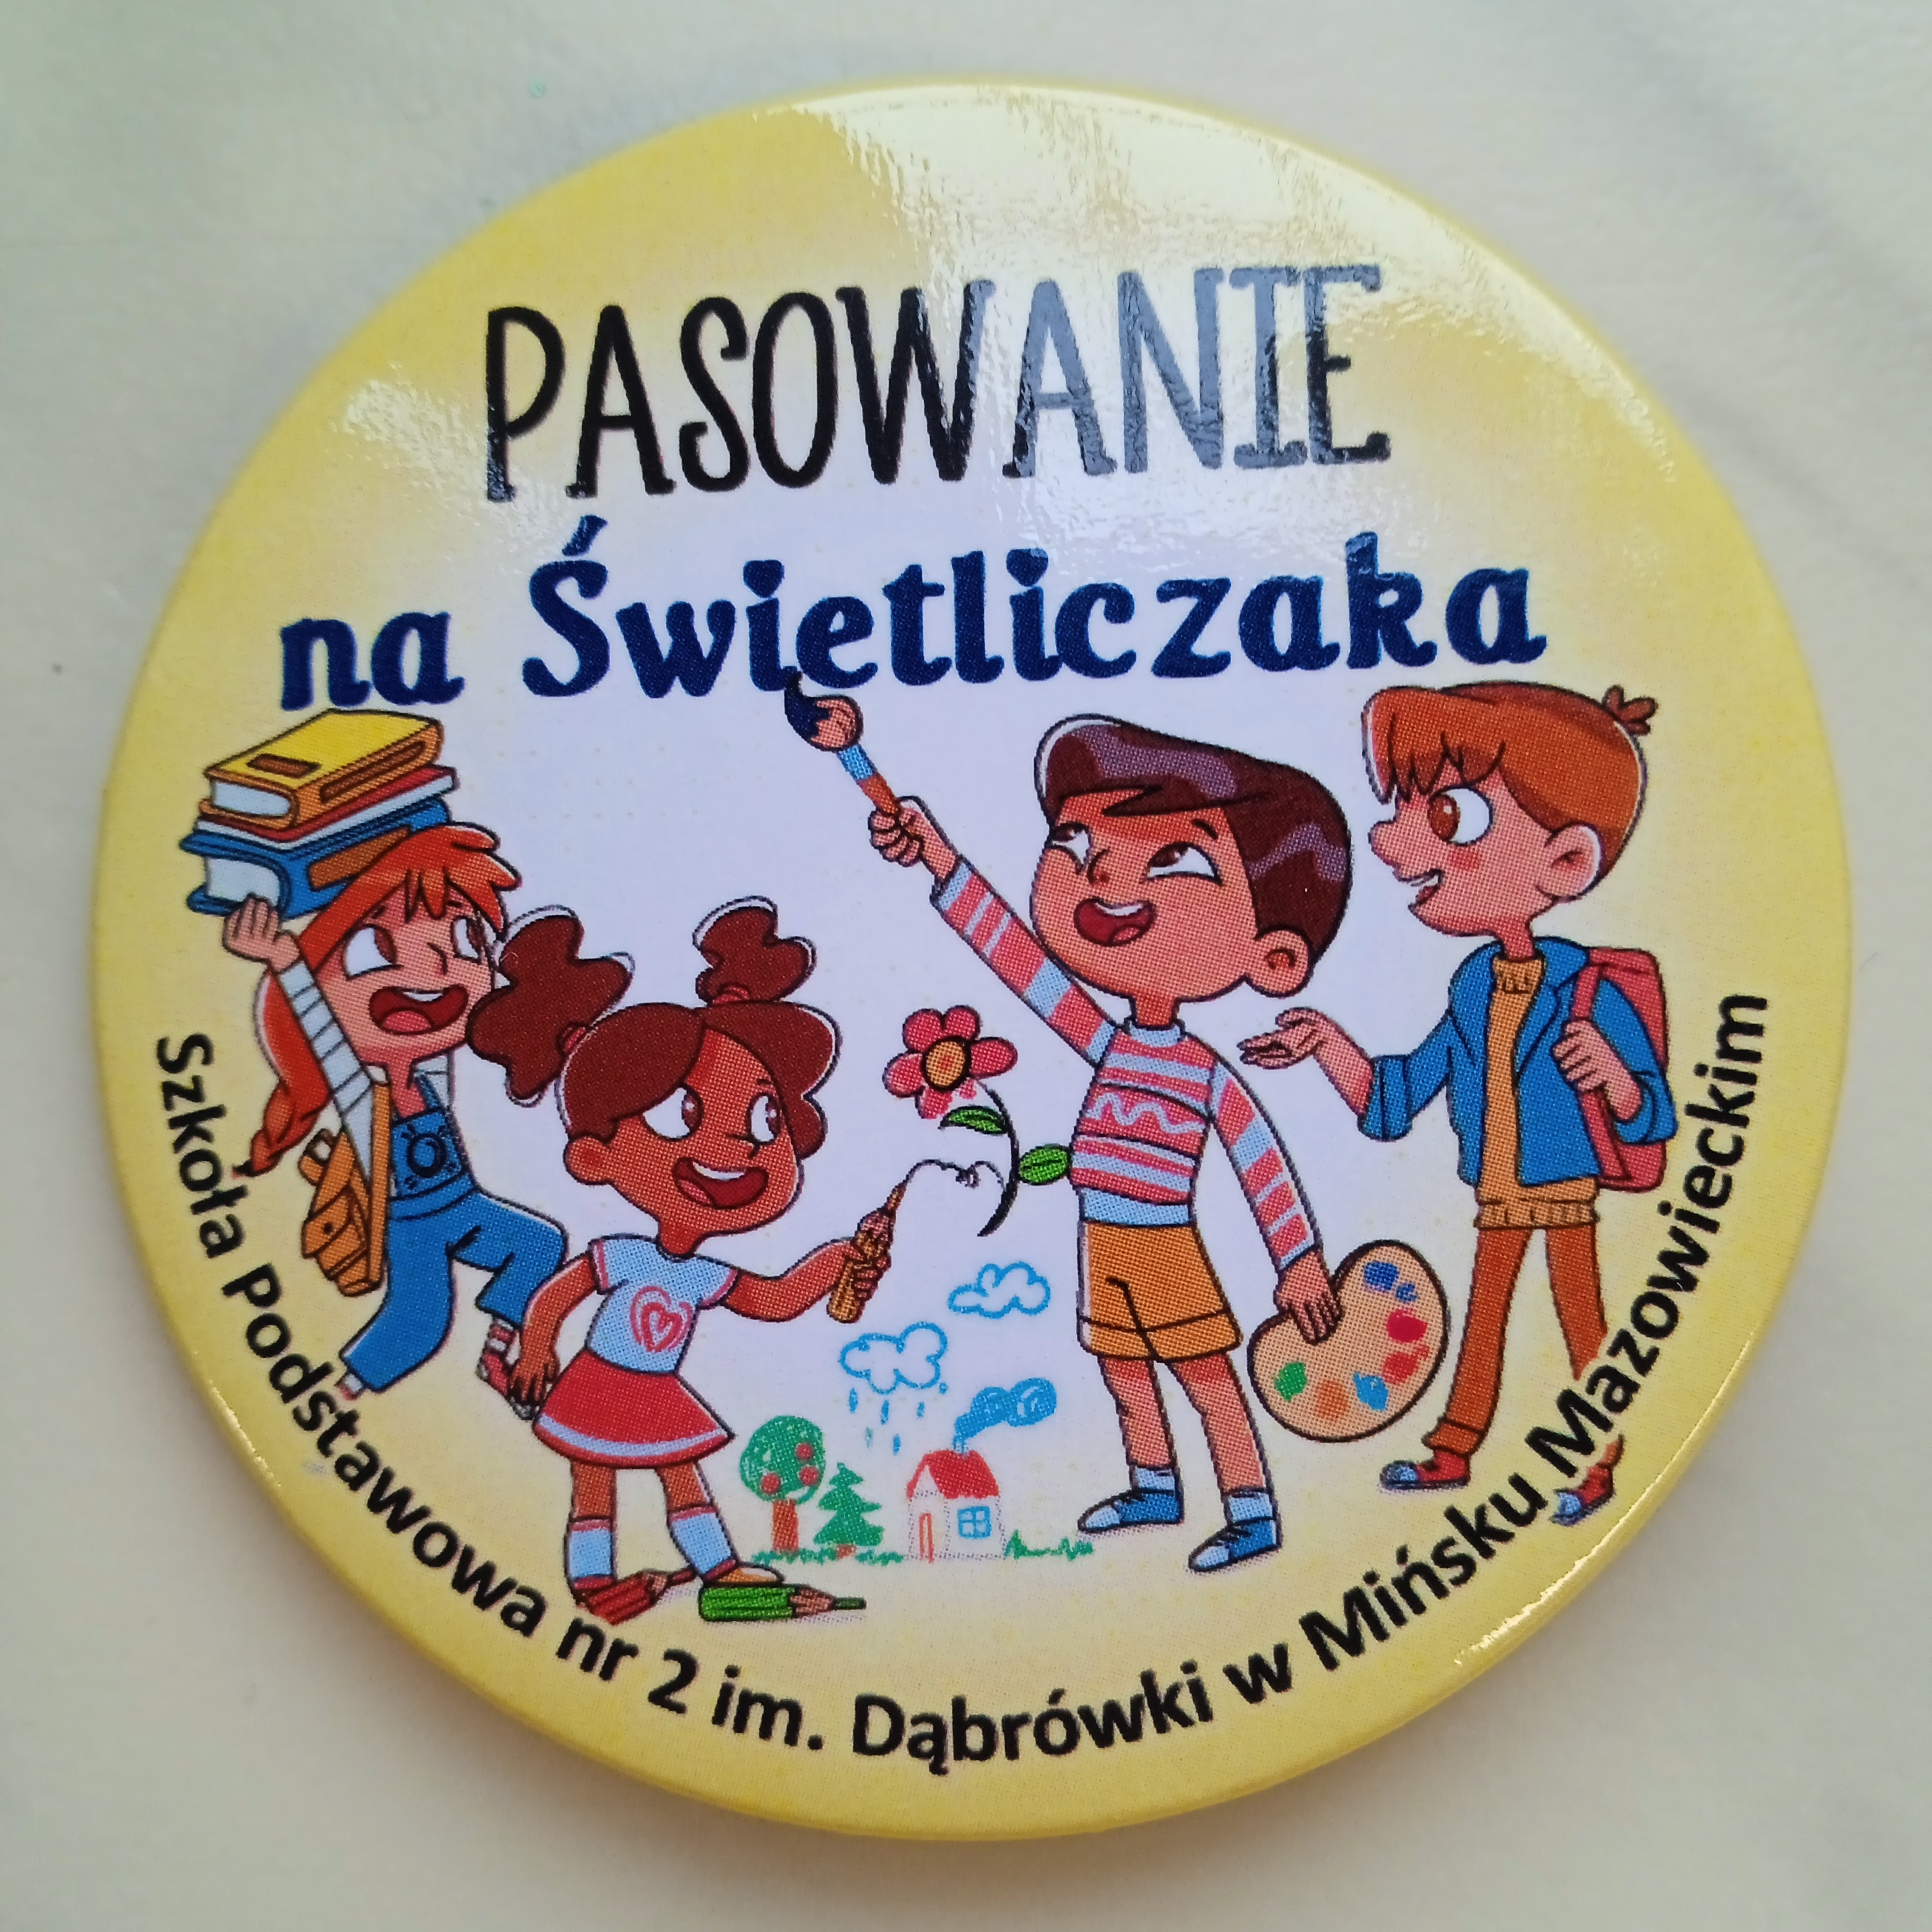 PASOWANIE
na Świetliczaka
Szkoła Podstawowa nr 2 im. Dąbrówki w Mińsku Mazowieckim